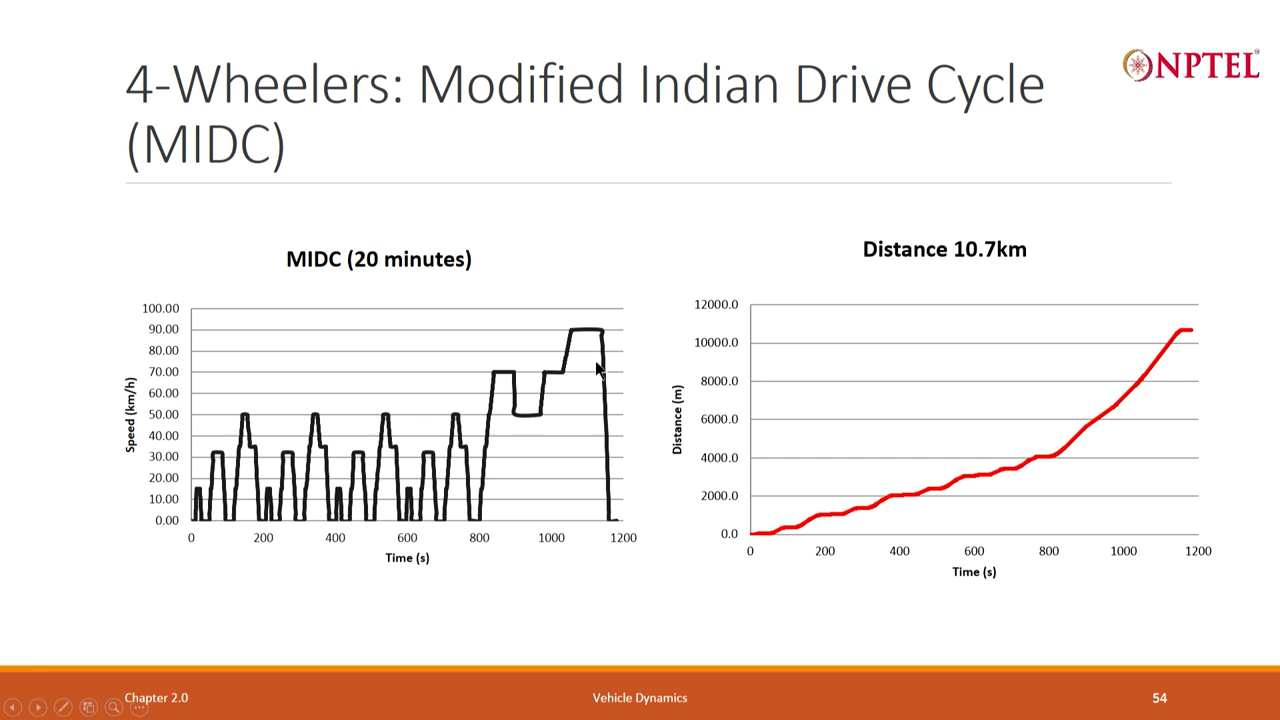 4-Wheelers: Modified Indian Drive Cycle
(MIDC)
NPTEL
MIDC (20 minutes)
100.00
90.00
80.00
70.00
60.00
50.00
40.00
30.00
20.00
10.00
0.00
Speed (km/h)
0 200 400 600 800 1000 1200
Time (s)
Distance 10.7km
12000.0
10000.0
8000.0
6000.0
4000.0
2000.0
0.0
Distance (m)
0 200 400 600 800 1000 1200
Time (s)
Chapter 2.0
Vehicle Dynamics
54